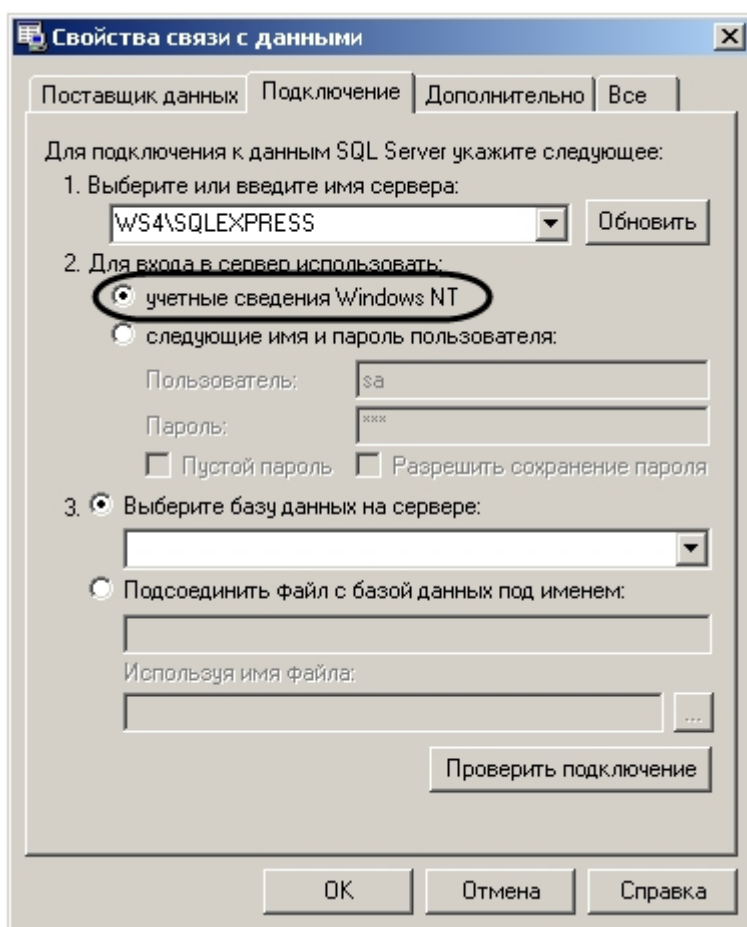 Свойства связи с данными
Поставщик данных Подключение Дополнительно Все
Для подключения к данным SQL Server укажите следующее:
1. Выберите или введите имя сервера:
WS4\SQLEXPRESS Обновить
2. Для входа в сервер использовать:
учетные сведения Windows NT
следующие имя и пароль пользователя:
Пользователь: sa
Пароль: ***
Пустой пароль Разрешить сохранение пароля
3. Выберите базу данных на сервере:
Подсоединить файл с базой данных под именем:
Используя имя файла:
...
Проверить подключение
OK Отмена Справка